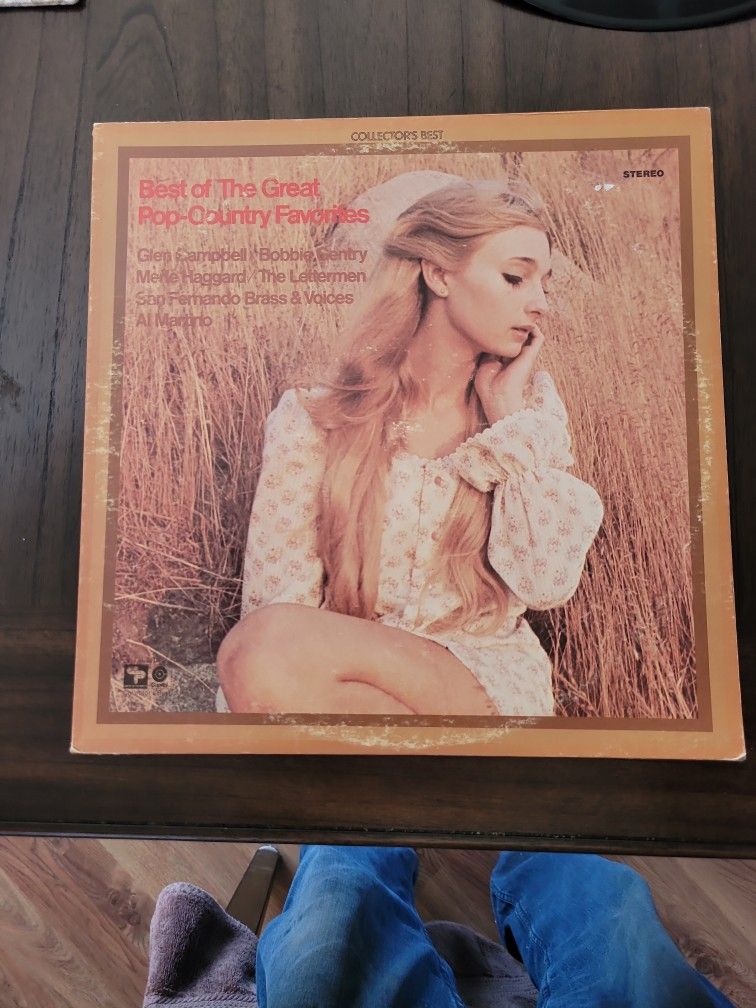 COLLECTOR'S BEST
STEREO
Best of The Great
Pop-Country Favorites
Glen Campbell / Bobbie Gentry
Merle Haggard / The Lettermen
San Fernando Brass & Voices
Al Martino